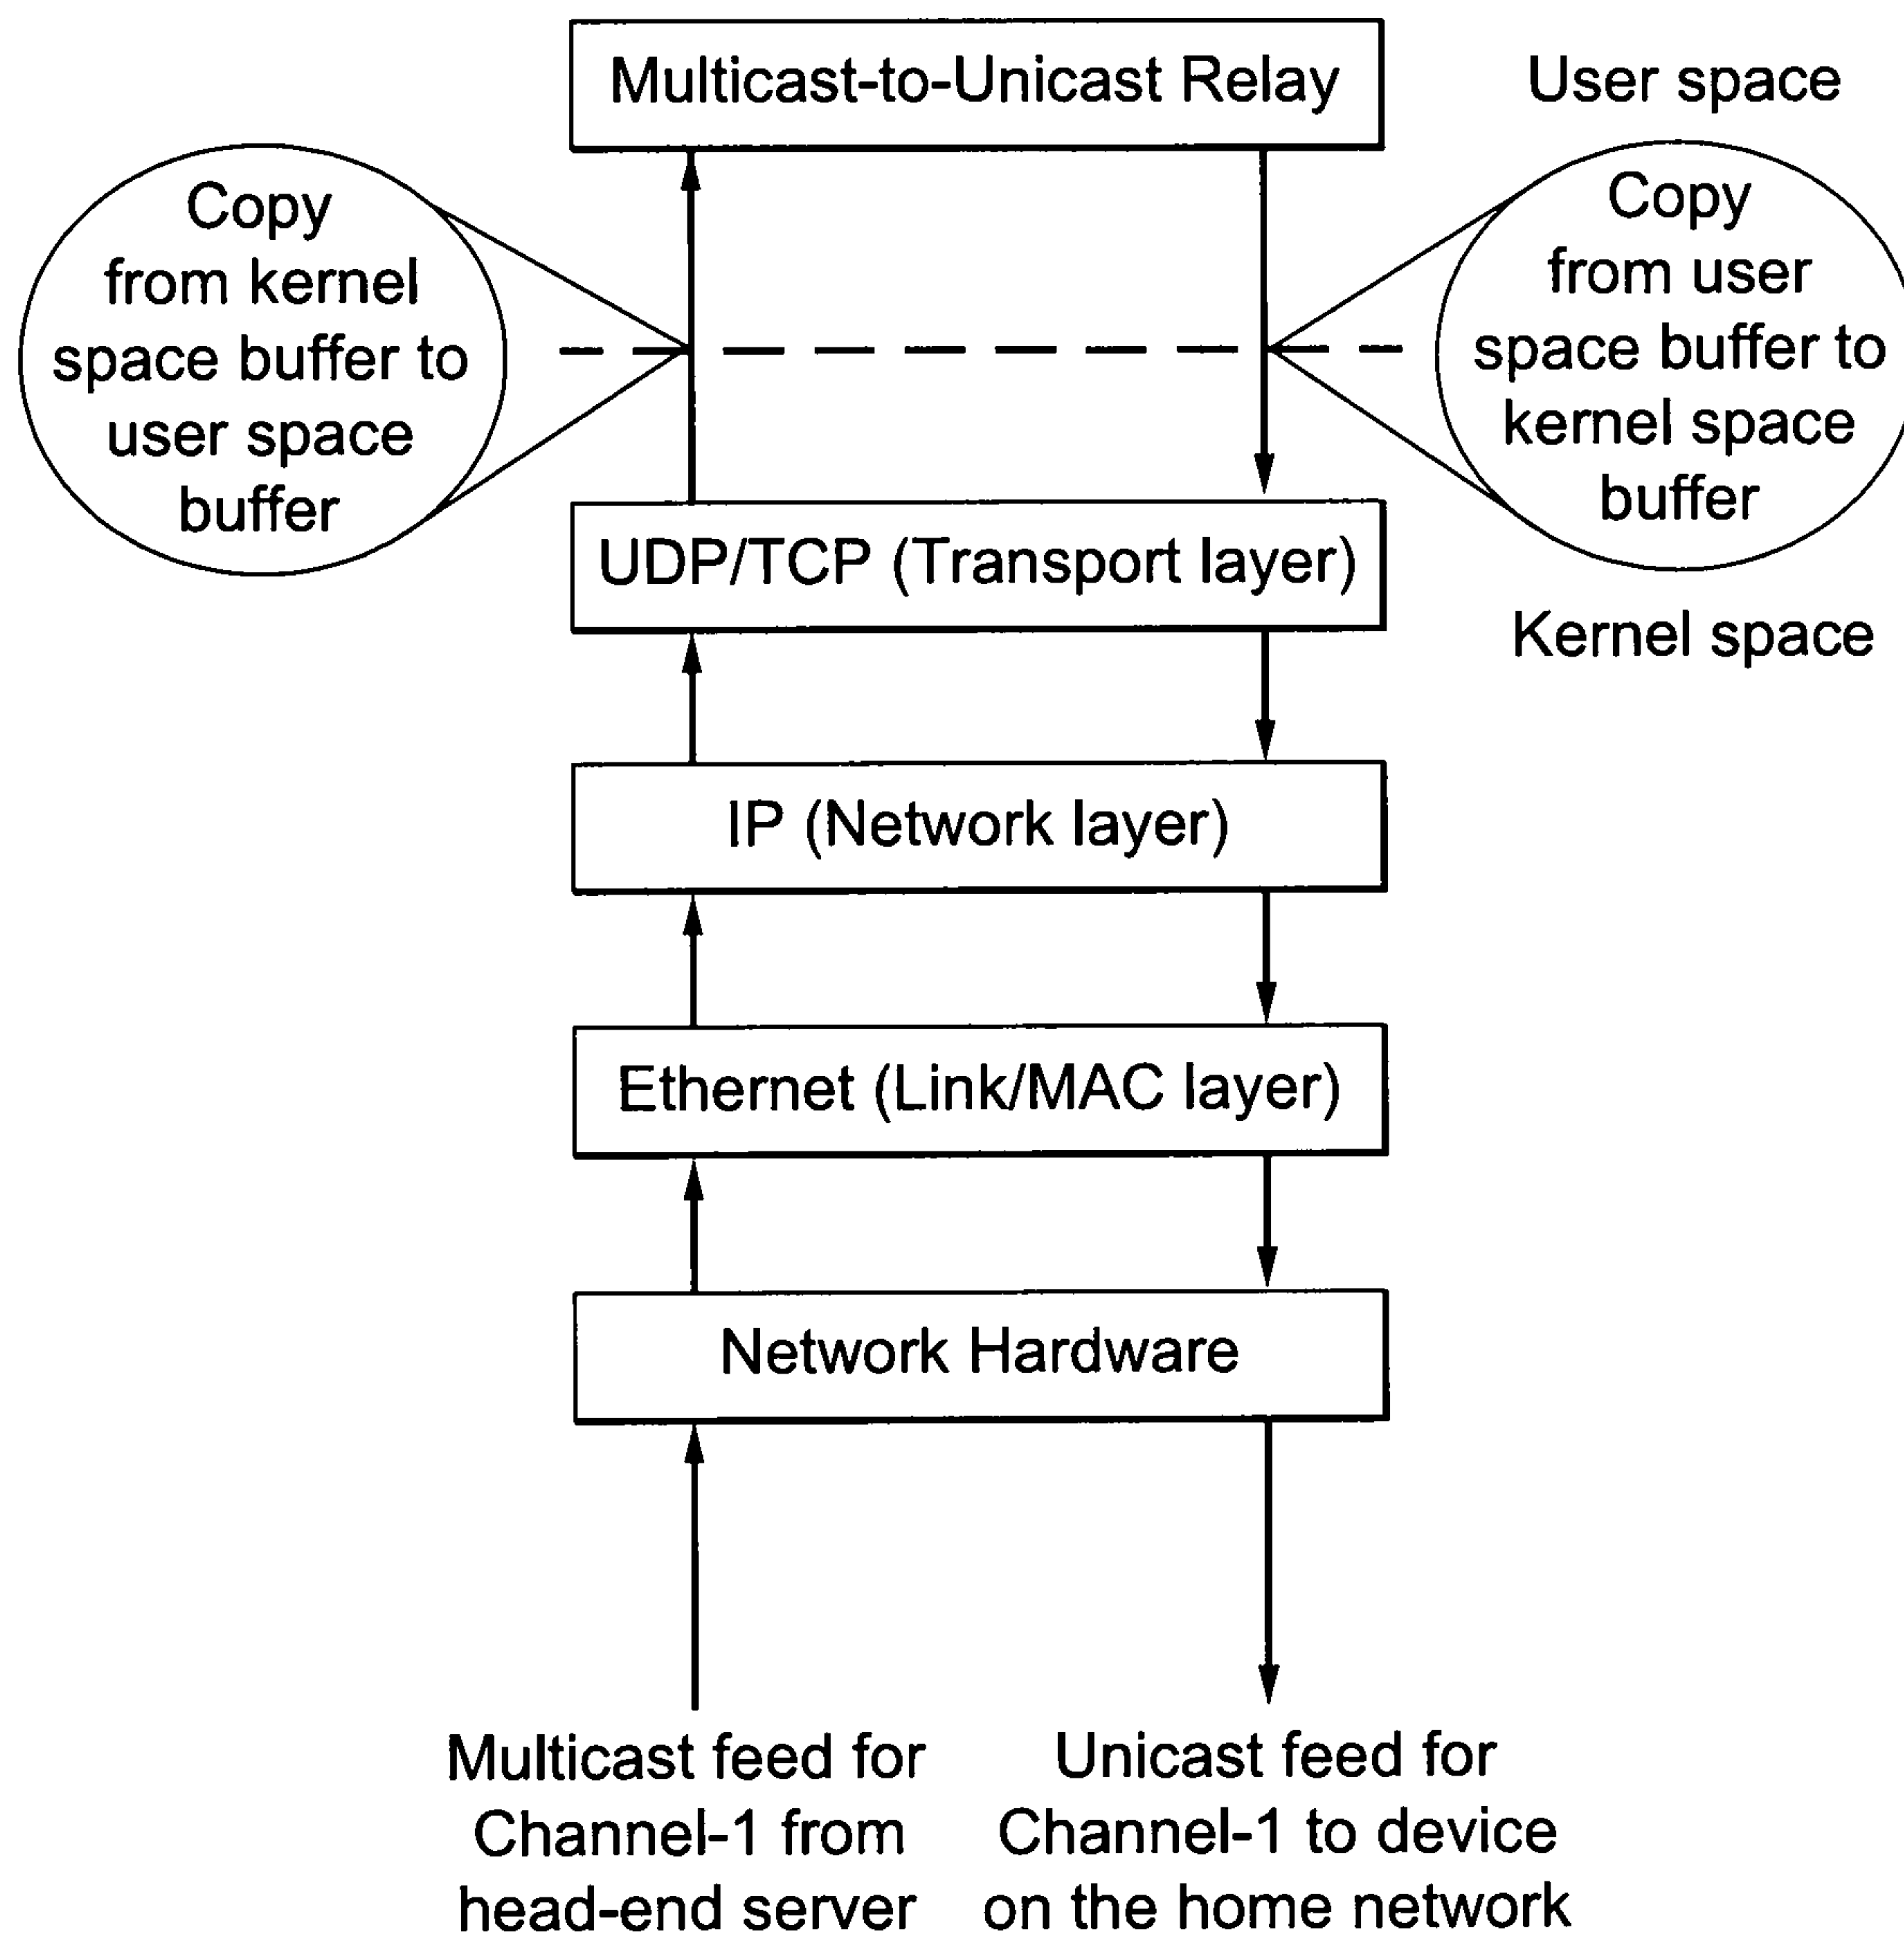 Multicast-to-Unicast Relay
User space
Copy
from kernel
space buffer to
user space
buffer
Copy
from user
space buffer to
kernel space
buffer
UDP/TCP (Transport layer)
Kernel space
IP (Network layer)
Ethernet (Link/MAC layer)
Network Hardware
Multicast feed for
Channel-1 from
head-end server
Unicast feed for
Channel-1 to device
on the home network